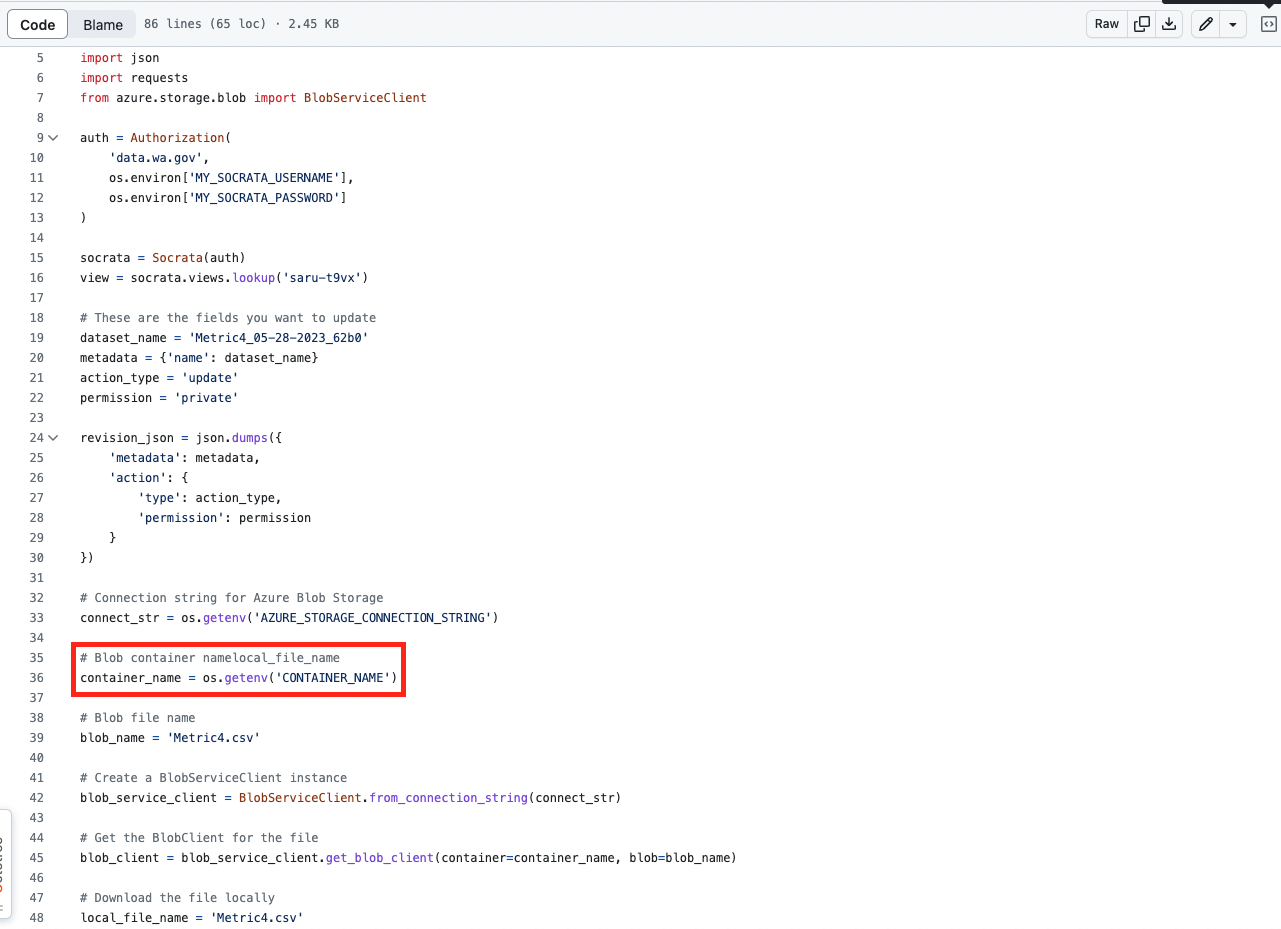 Code Blame 86 lines (65 loc) · 2.45 KB Raw
5 import json
6 import requests
7 from azure.storage.blob import BlobServiceClient
8
9 auth = Authorization(
10 'data.wa.gov',
11 os.environ['MY_SOCRATA_USERNAME'],
12 os.environ['MY_SOCRATA_PASSWORD']
13 )
14
15 socrata = Socrata(auth)
16 view = socrata.views.lookup('saru-t9vx')
17
18 # These are the fields you want to update
19 dataset_name = 'Metric4_05-28-2023_62b0'
20 metadata = {'name': dataset_name}
21 action_type = 'update'
22 permission = 'private'
23
24 revision_json = json.dumps({
25 'metadata': metadata,
26 'action': {
27 'type': action_type,
28 'permission': permission
29 }
30 })
31
32 # Connection string for Azure Blob Storage
33 connect_str = os.getenv('AZURE_STORAGE_CONNECTION_STRING')
34
35 # Blob container namelocal_file_name
36 container_name = os.getenv('CONTAINER_NAME')
37
38 # Blob file name
39 blob_name = 'Metric4.csv'
40
41 # Create a BlobServiceClient instance
42 blob_service_client = BlobServiceClient.from_connection_string(connect_str)
43
44 # Get the BlobClient for the file
45 blob_client = blob_service_client.get_blob_client(container=container_name, blob=blob_name)
46
47 # Download the file locally
48 local_file_name = 'Metric4.csv'